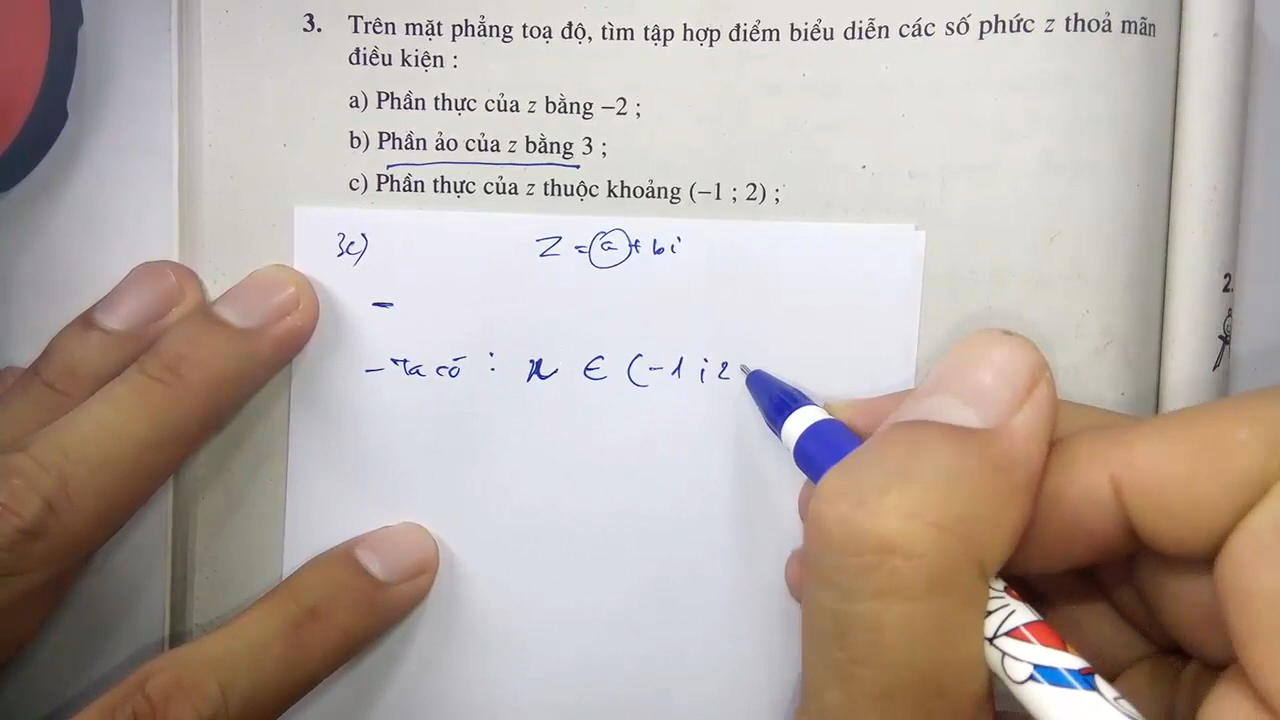 3. Trên mặt phẳng toạ độ, tìm tập hợp điểm biểu diễn các số phức z thoả mãn
điều kiện :
a) Phần thực của z bằng –2 ;
b) Phần ảo của z bằng 3 ;
c) Phần thực của z thuộc khoảng (–1 ; 2) ;
3c) Z = a + bi
-
- Ta có : x ∈ (-1 ; 2
2.